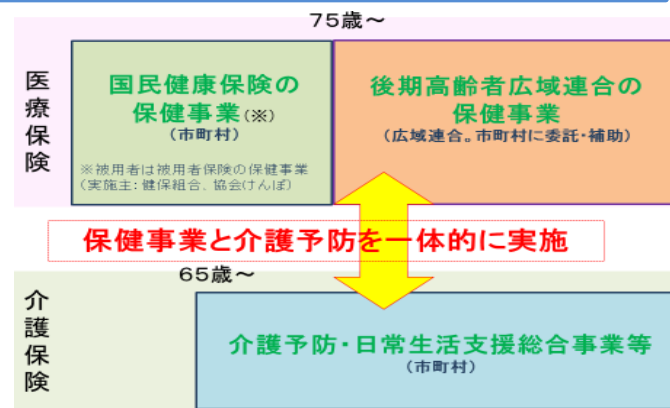 75歳～
医療保険
国民健康保険の
保健事業(※)
(市町村)
※被用者は被用者保険の保健事業
(実施主：健保組合、協会けんぽ)
後期高齢者広域連合の
保健事業
(広域連合。市町村に委託・補助)
保健事業と介護予防を一体的に実施
65歳～
介護保険
介護予防・日常生活支援総合事業等
(市町村)